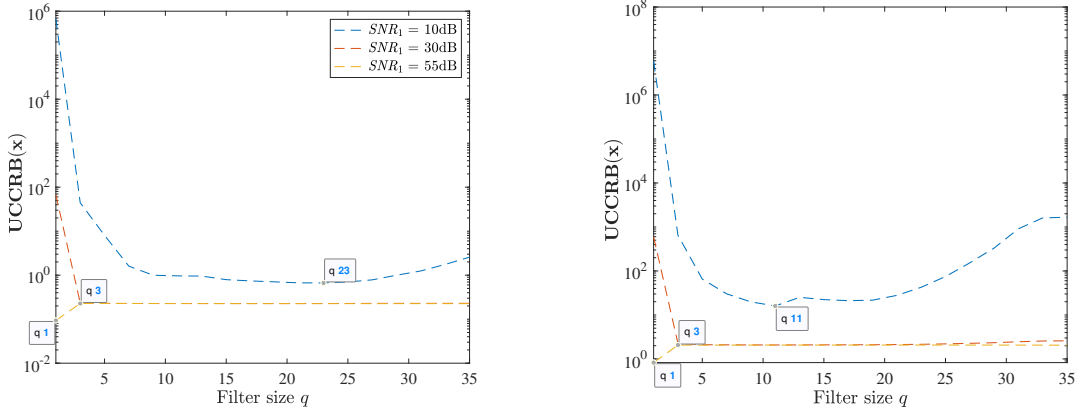 10^6
10^4
10^2
10^0
10^-2
UCCRB(x)
SNR_1 = 10dB
SNR_1 = 30dB
SNR_1 = 55dB
q 23
q 3
q 1
5 10 15 20 25 30 35
Filter size q
10^8
10^6
10^4
10^2
10^0
UCCRB(x)
q 11
q 3
q 1
5 10 15 20 25 30 35
Filter size q